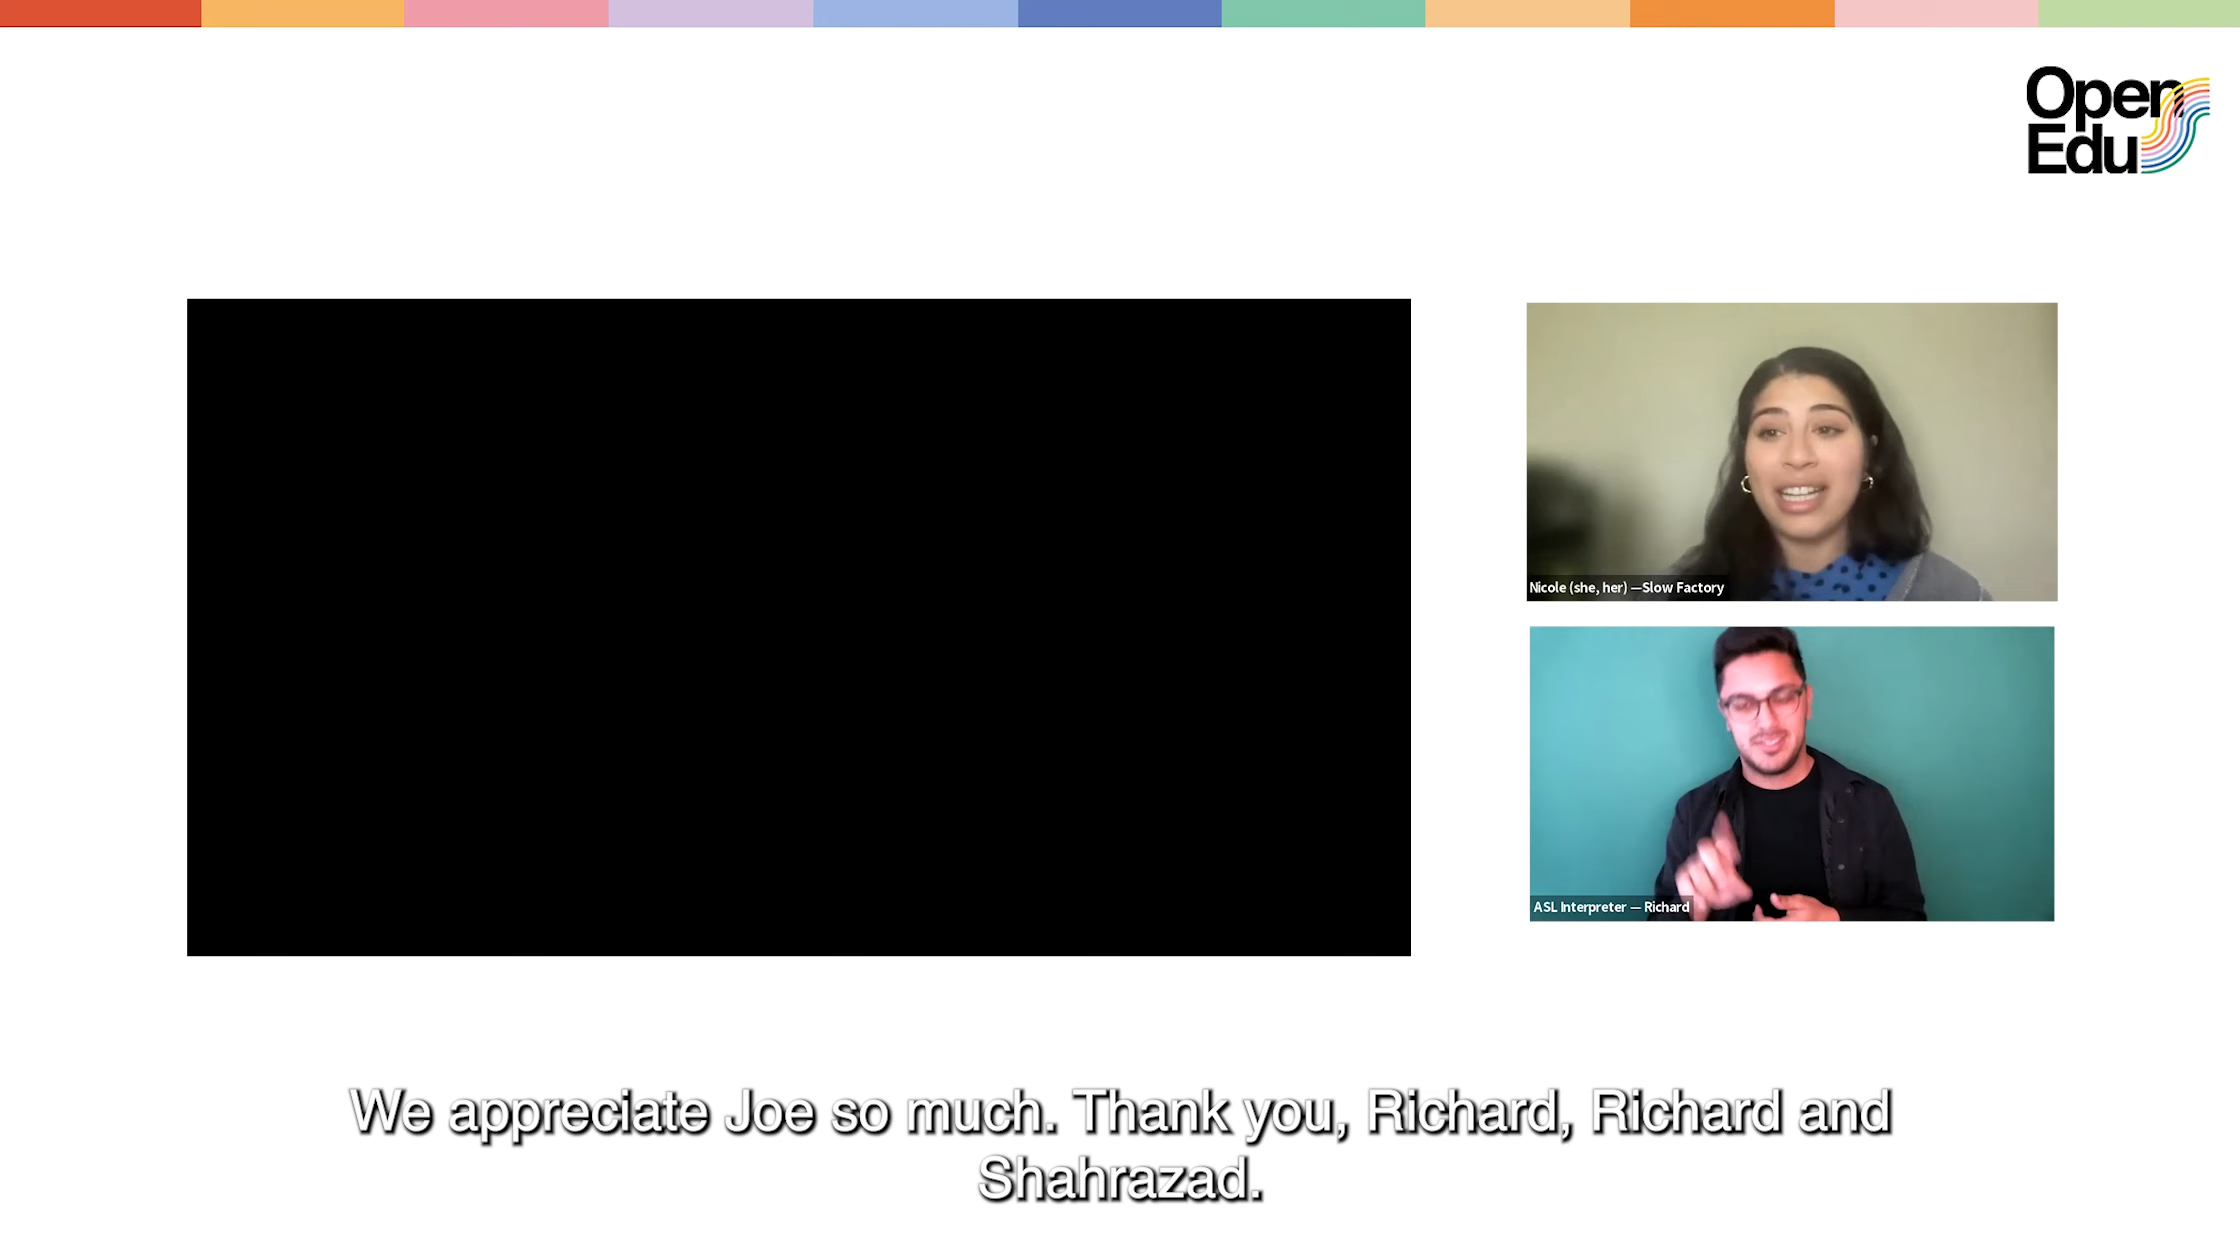 Open
Edu
Nicole (she, her) —Slow Factory
ASL Interpreter — Richard
We appreciate Joe so much. Thank you, Richard, Richard and
Shahrazad.